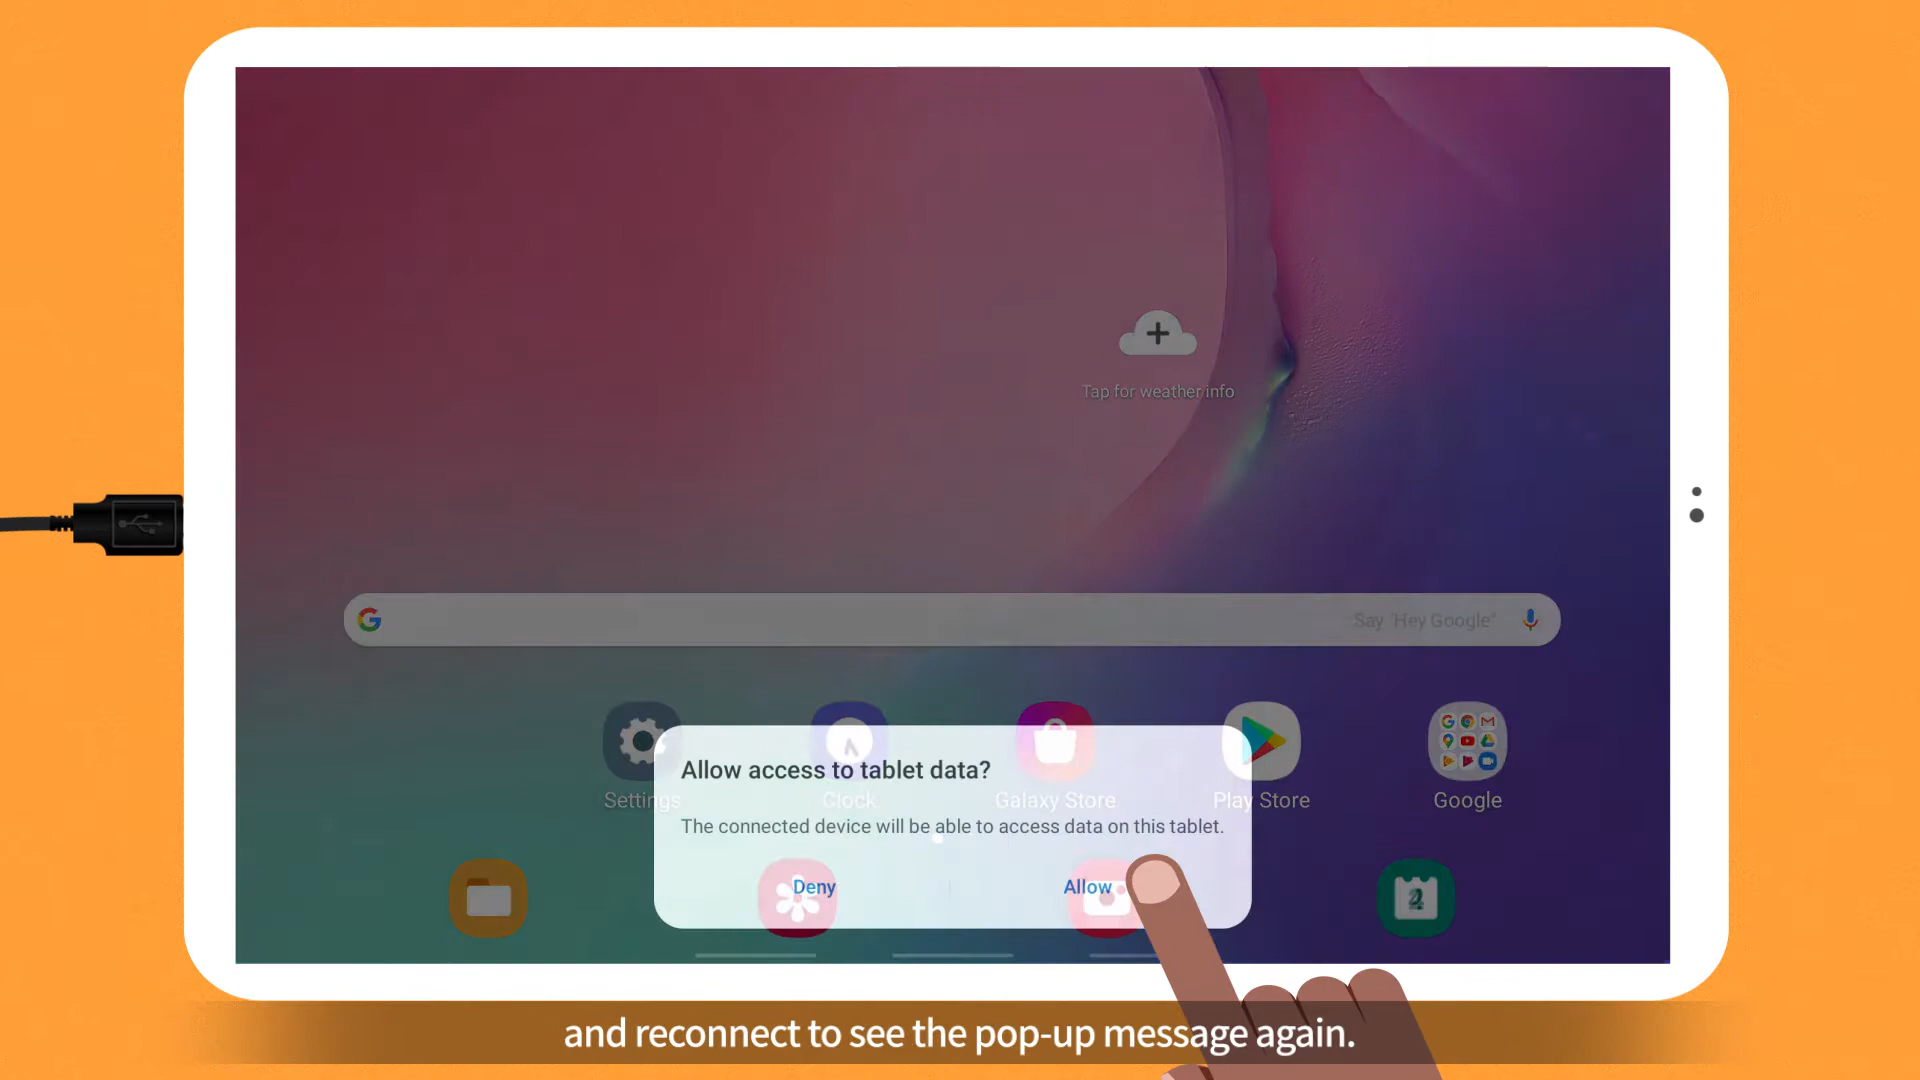 Tap for weather info
Say "Hey Google"
Settings
Clock
Galaxy Store
Play Store
Google
Allow access to tablet data?
The connected device will be able to access data on this tablet.
Deny
Allow
and reconnect to see the pop-up message again.